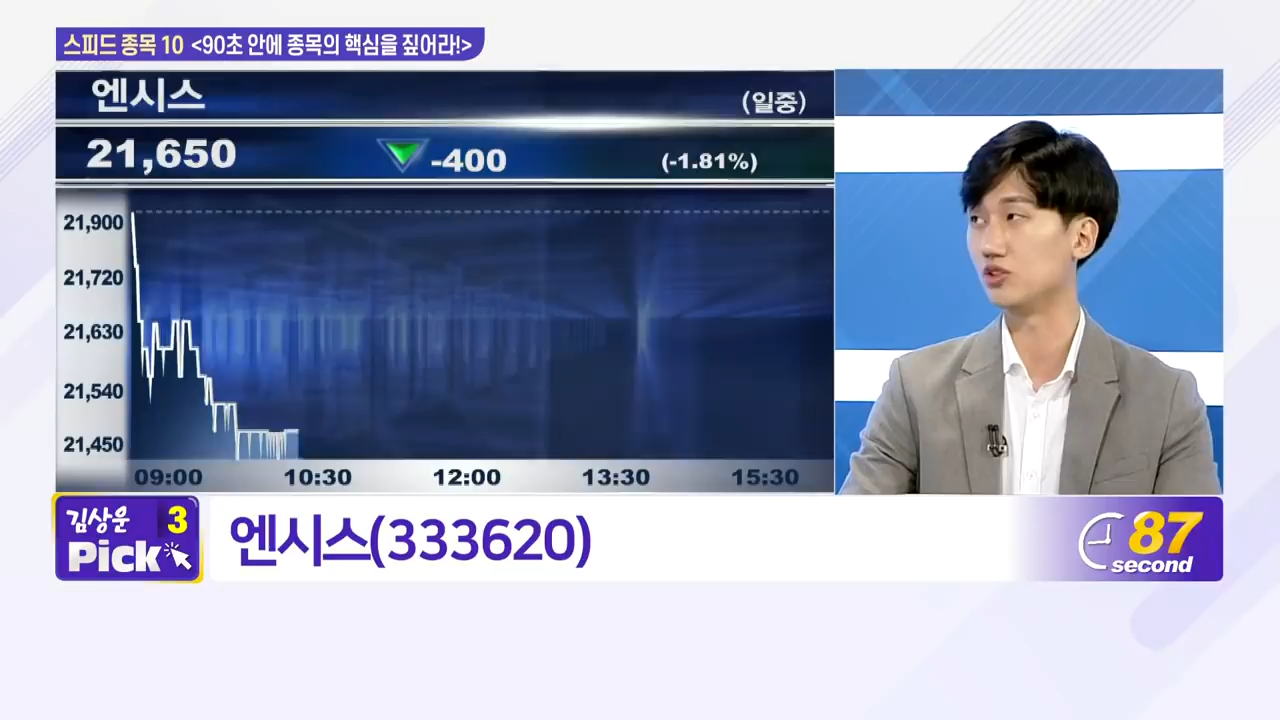 스피드 종목 10 <90초 안에 종목의 핵심을 짚어라!>
엔시스
(일중)
21,650
-400
(-1.81%)
21,900
21,720
21,630
21,540
21,450
09:00
10:30
12:00
13:30
15:30
김상운 3
Pick
엔시스(333620)
87
second